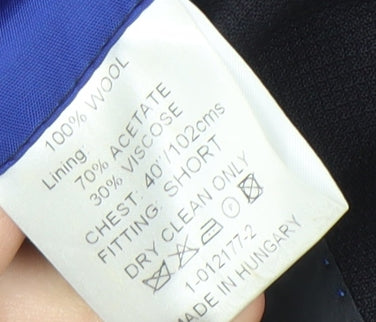 100% WOOL
Lining:
70% ACETATE
30% VISCOSE
CHEST: 40"/102cms
FITTING: SHORT
DRY CLEAN ONLY
1-012177-2
MADE IN HUNGARY